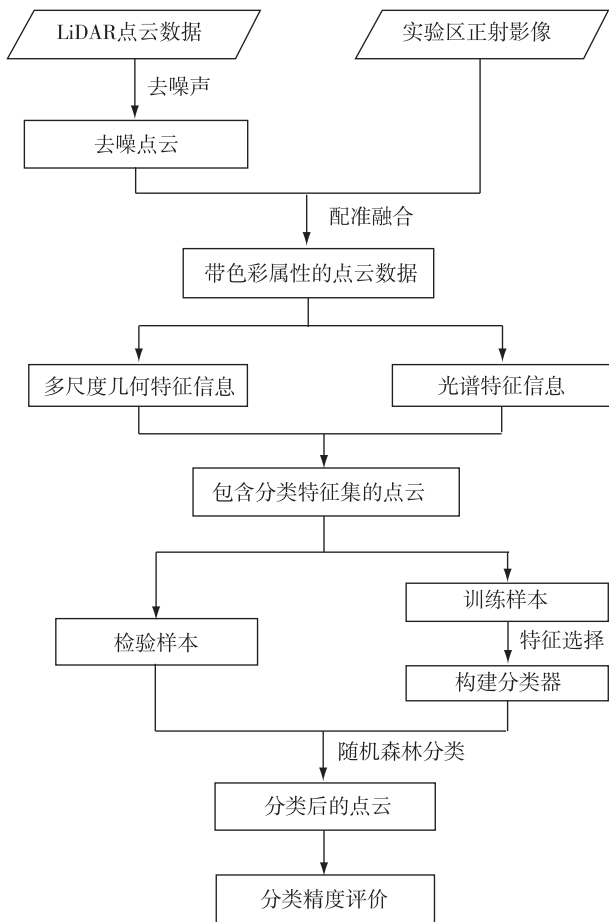 LiDAR点云数据
实验区正射影像
去噪声
去噪点云
配准融合
带色彩属性的点云数据
多尺度几何特征信息
光谱特征信息
包含分类特征集的点云
训练样本
检验样本
特征选择
构建分类器
随机森林分类
分类后的点云
分类精度评价